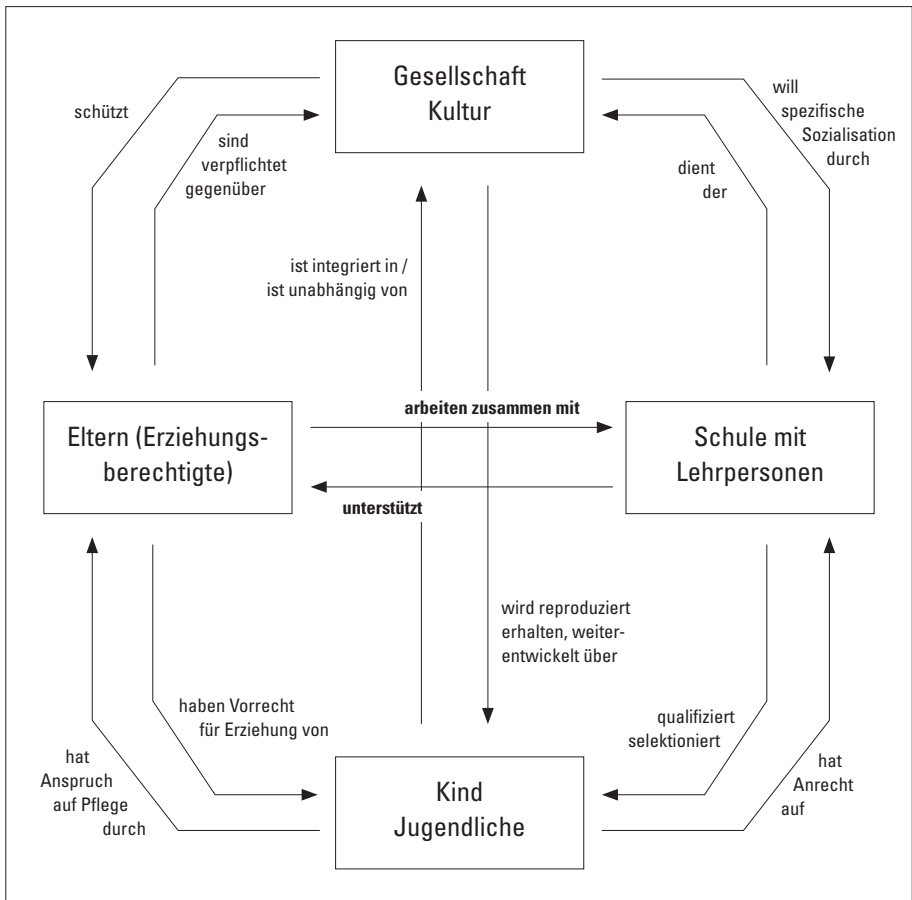 Gesellschaft
Kultur
schützt
sind
verpflichtet
gegenüber
will
spezifische
Sozialisation
durch
dient
der
ist integriert in /
ist unabhängig von
Eltern (Erziehungs-
berechtigte)
arbeiten zusammen mit
unterstützt
Schule mit
Lehrpersonen
wird reproduziert
erhalten, weiter-
entwickelt über
haben Vorrecht
für Erziehung von
hat
Anspruch
auf Pflege
durch
qualifiziert
selektioniert
hat
Anrecht
auf
Kind
Jugendliche